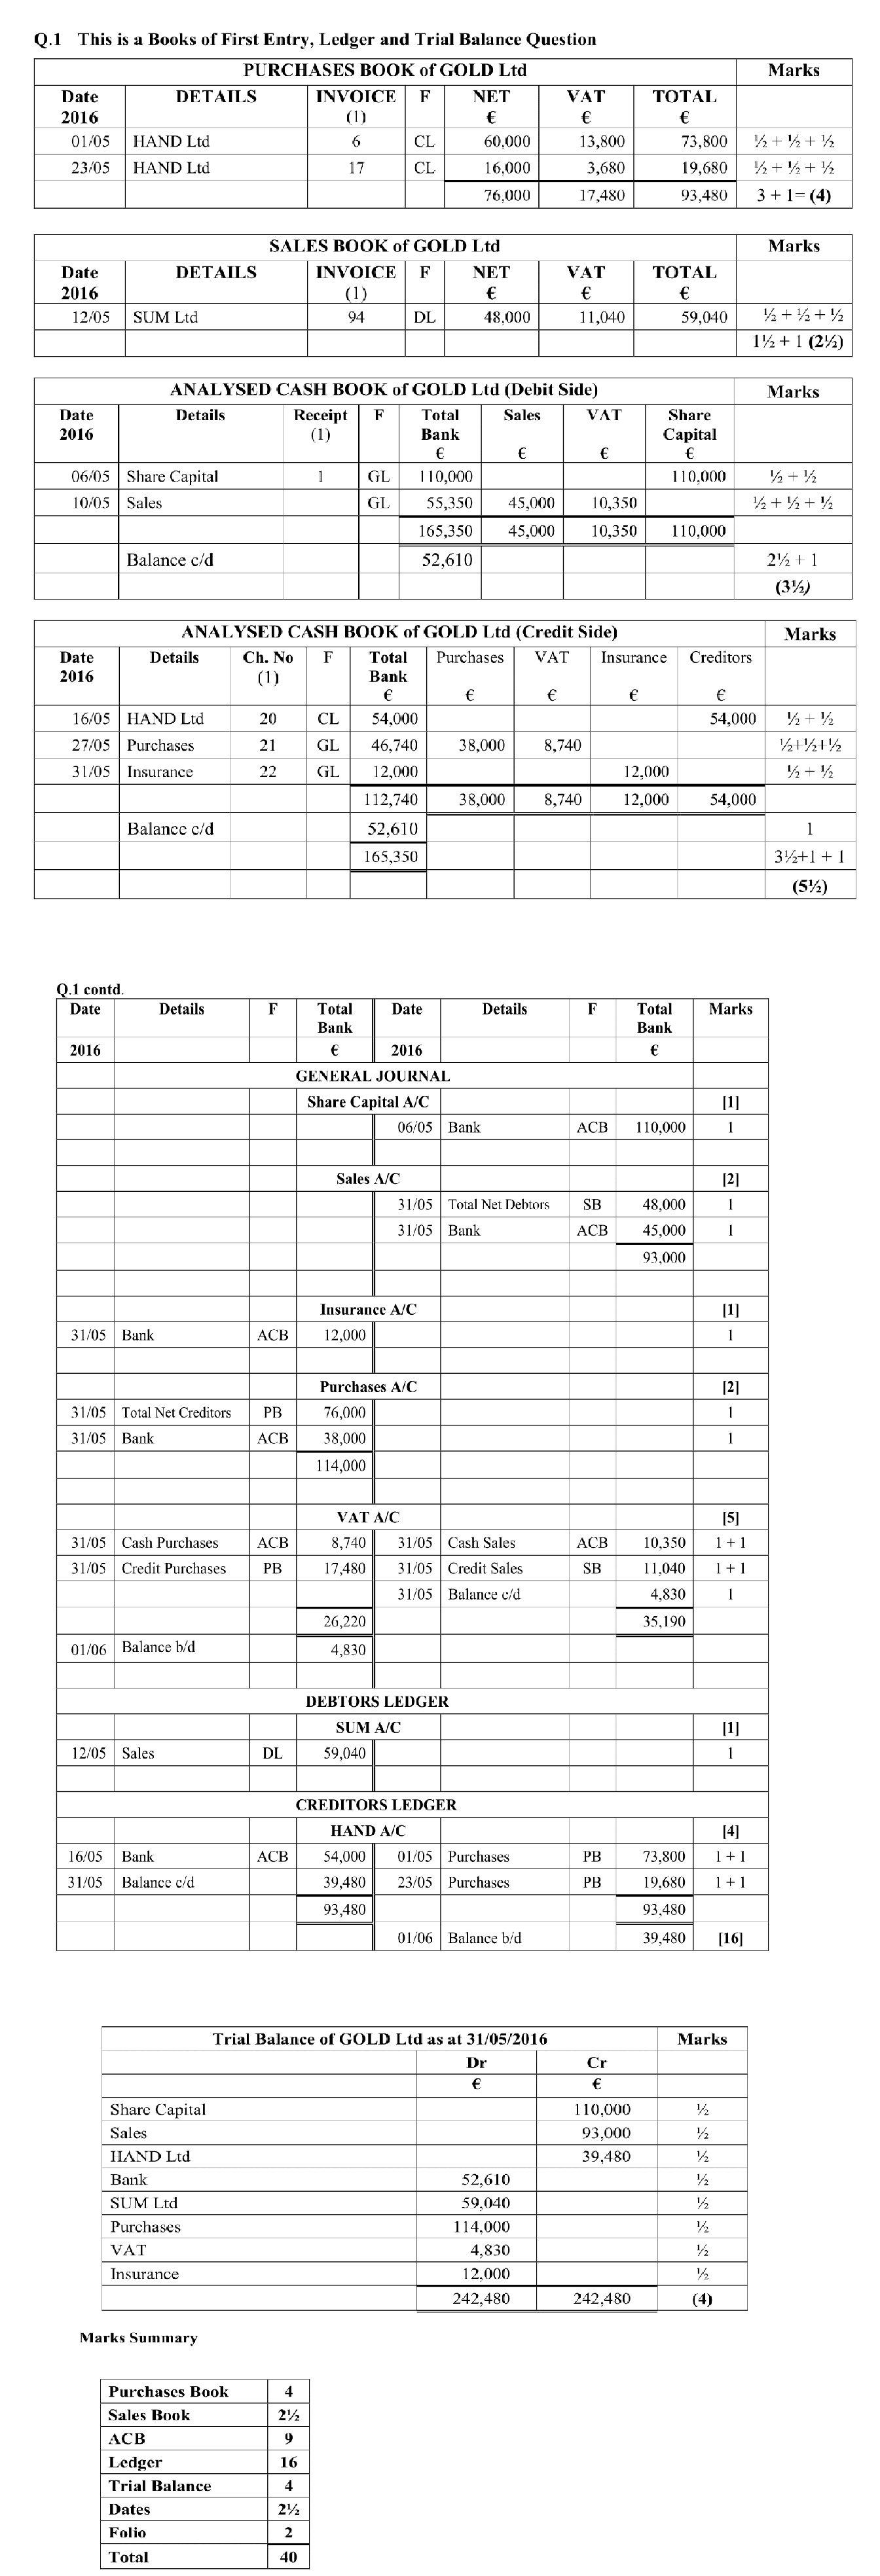 Q.1 This is a Books of First Entry, Ledger and Trial Balance Question
PURCHASES BOOK of GOLD Ltd Marks
Date DETAILS INVOICE F NET VAT TOTAL
2016 (1) € € €
01/05 HAND Ltd 6 CL 60,000 13,800 73,800 ½ + ½ + ½
23/05 HAND Ltd 17 CL 16,000 3,680 19,680 ½ + ½ + ½
76,000 17,480 93,480 3 + 1= (4)
SALES BOOK of GOLD Ltd Marks
Date DETAILS INVOICE F NET VAT TOTAL
2016 (1) € € €
12/05 SUM Ltd 94 DL 48,000 11,040 59,040 ½ + ½ + ½
1½ + 1 (2½)
ANALYSED CASH BOOK of GOLD Ltd (Debit Side) Marks
Date Details Receipt F Total Sales VAT Share
2016 (1) Bank Capital
€ € € €
06/05 Share Capital 1 GL 110,000 110,000 ½ + ½
10/05 Sales GL 55,350 45,000 10,350 ½ + ½ + ½
165,350 45,000 10,350 110,000
Balance c/d 52,610 2½ + 1
(3½)
ANALYSED CASH BOOK of GOLD Ltd (Credit Side) Marks
Date Details Ch. No F Total Purchases VAT Insurance Creditors
2016 (1) Bank
€ € € € €
16/05 HAND Ltd 20 CL 54,000 54,000 ½ + ½
27/05 Purchases 21 GL 46,740 38,000 8,740 ½+½+½
31/05 Insurance 22 GL 12,000 12,000 ½ + ½
112,740 38,000 8,740 12,000 54,000
Balance c/d 52,610 1
165,350 3½+1 + 1
(5½)
Q.1 contd.
Date Details F Total Date Details F Total Marks
Bank Bank
2016 € 2016 €
GENERAL JOURNAL
Share Capital A/C [1]
06/05 Bank ACB 110,000 1
Sales A/C [2]
31/05 Total Net Debtors SB 48,000 1
31/05 Bank ACB 45,000 1
93,000
Insurance A/C [1]
31/05 Bank ACB 12,000 1
Purchases A/C [2]
31/05 Total Net Creditors PB 76,000 1
31/05 Bank ACB 38,000 1
114,000
VAT A/C [5]
31/05 Cash Purchases ACB 8,740 31/05 Cash Sales ACB 10,350 1 + 1
31/05 Credit Purchases PB 17,480 31/05 Credit Sales SB 11,040 1 + 1
31/05 Balance c/d 4,830 1
26,220 35,190
01/06 Balance b/d 4,830
DEBTORS LEDGER
SUM A/C [1]
12/05 Sales DL 59,040 1
CREDITORS LEDGER
HAND A/C [4]
16/05 Bank ACB 54,000 01/05 Purchases PB 73,800 1 + 1
31/05 Balance c/d 39,480 23/05 Purchases PB 19,680 1 + 1
93,480 93,480
01/06 Balance b/d 39,480 [16]
Trial Balance of GOLD Ltd as at 31/05/2016 Marks
Dr Cr
€ €
Share Capital 110,000 ½
Sales 93,000 ½
HAND Ltd 39,480 ½
Bank 52,610 ½
SUM Ltd 59,040 ½
Purchases 114,000 ½
VAT 4,830 ½
Insurance 12,000 ½
242,480 242,480 (4)
Marks Summary
Purchases Book 4
Sales Book 2½
ACB 9
Ledger 16
Trial Balance 4
Dates 2½
Folio 2
Total 40